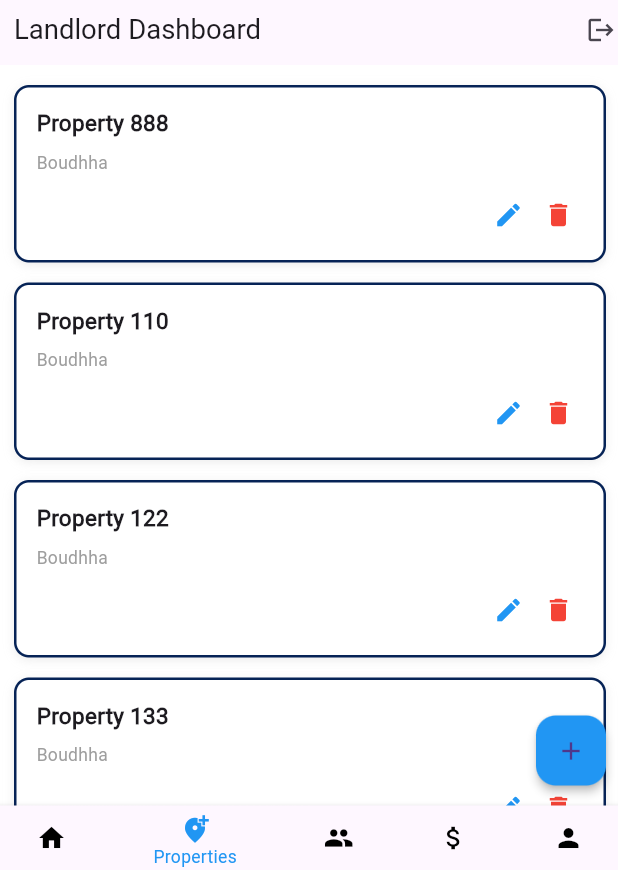 Landlord Dashboard
Property 888
Boudhha
Property 110
Boudhha
Property 122
Boudhha
Property 133
Boudhha
Properties